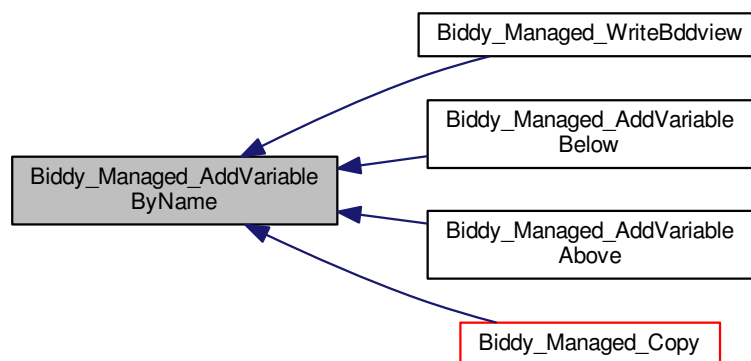 Biddy_Managed_WriteBddview
Biddy_Managed_AddVariable
Below
Biddy_Managed_AddVariable
ByName
Biddy_Managed_AddVariable
Above
Biddy_Managed_Copy